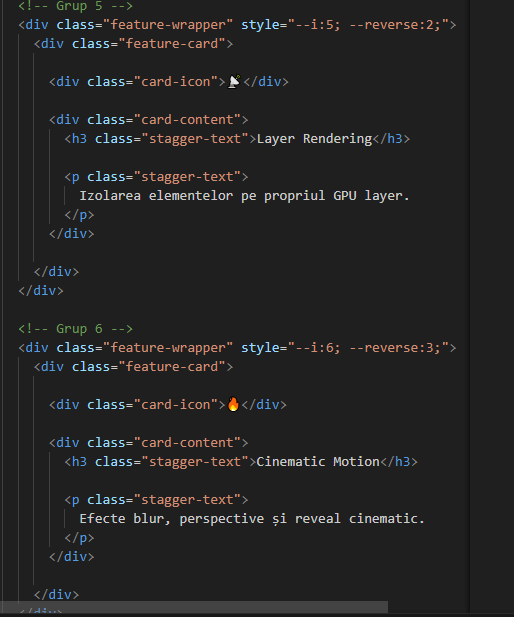 <!-- Grup 5 -->
<div class="feature-wrapper" style="--i:5; --reverse:2;">
<div class="feature-card">
<div class="card-icon">📡</div>
<div class="card-content">
<h3 class="stagger-text">Layer Rendering</h3>
<p class="stagger-text">
Izolarea elementelor pe propriul GPU layer.
</p>
</div>
</div>
</div>
<!-- Grup 6 -->
<div class="feature-wrapper" style="--i:6; --reverse:3;">
<div class="feature-card">
<div class="card-icon">🔥</div>
<div class="card-content">
<h3 class="stagger-text">Cinematic Motion</h3>
<p class="stagger-text">
Efecte blur, perspective și reveal cinematic.
</p>
</div>
</div>
</div>